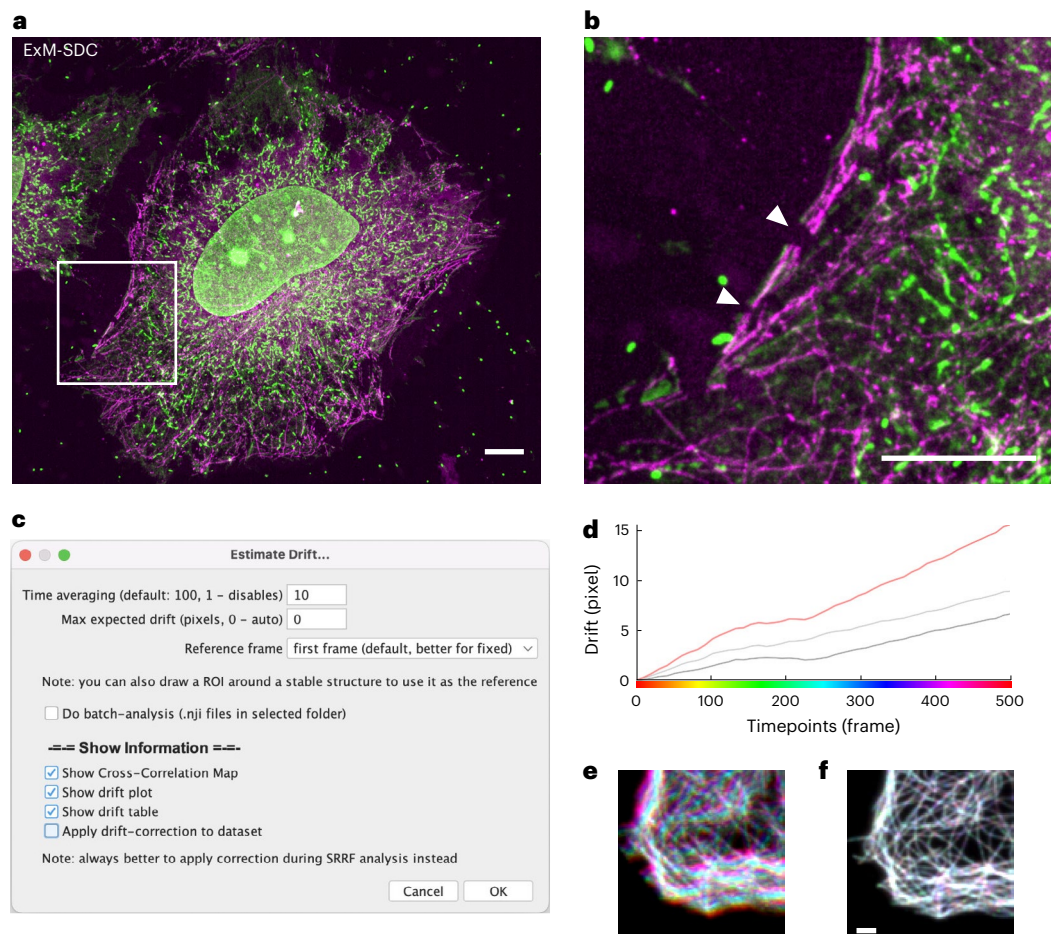 a
ExM-SDC
b
c
Estimate Drift...
Time averaging (default: 100, 1 – disables) 10
Max expected drift (pixels, 0 – auto) 0
Reference frame first frame (default, better for fixed)
Note: you can also draw a ROI around a stable structure to use it as the reference
Do batch-analysis (.nji files in selected folder)
-=-= Show Information =-=-
Show Cross-Correlation Map
Show drift plot
Show drift table
Apply drift-correction to dataset
Note: always better to apply correction during SRRF analysis instead
Cancel OK
d
15
10
5
0
Drift (pixel)
0 100 200 300 400 500
Timepoints (frame)
e
f